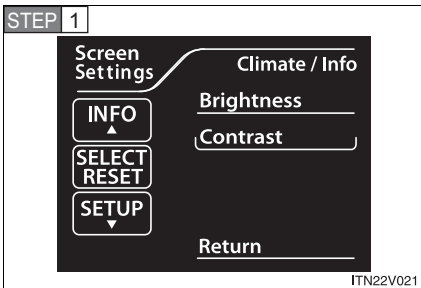 STEP 1
Screen
Settings
Climate / Info
INFO
Brightness
Contrast
SELECT
RESET
SETUP
Return
ITN22V021